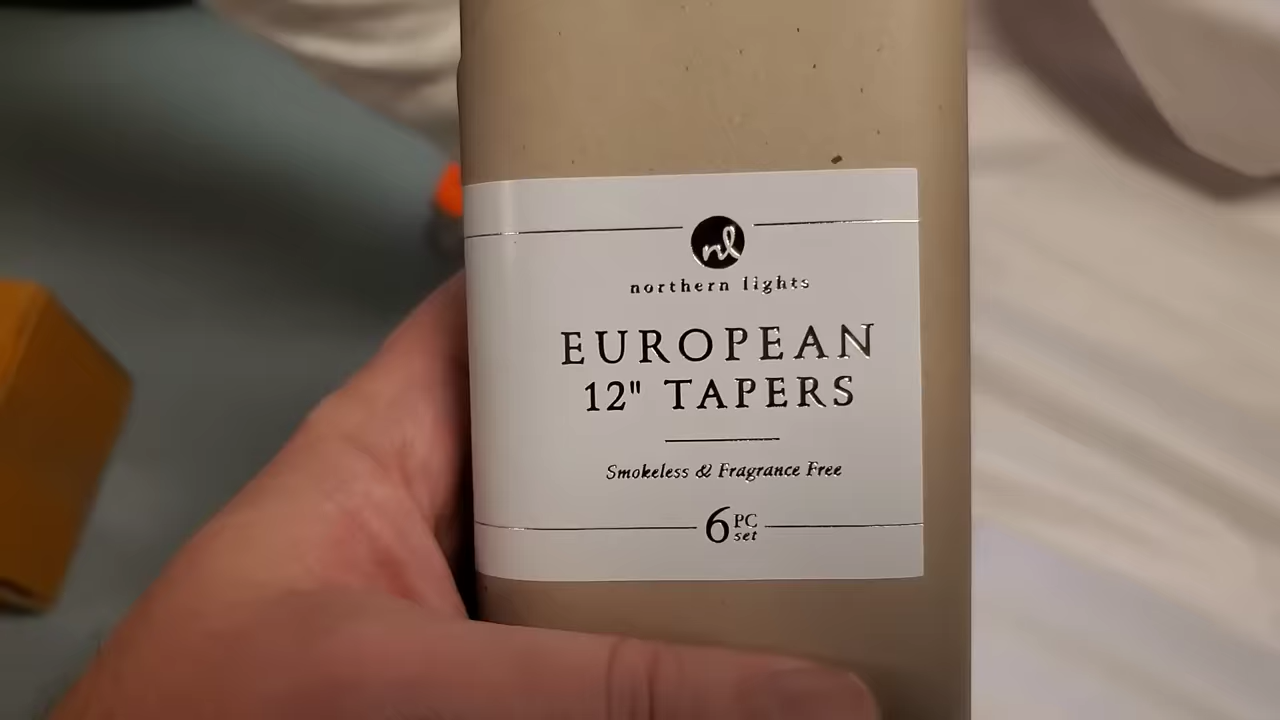 nl
northern lights
EUROPEAN
12" TAPERS
Smokeless & Fragrance Free
6 PC set